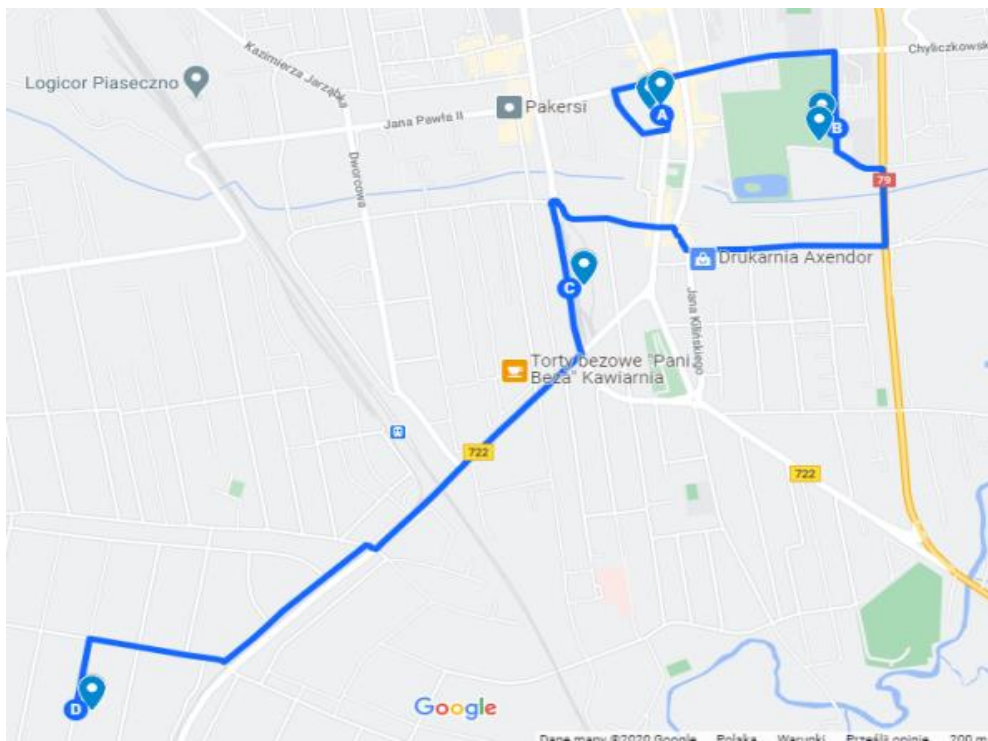 Chyliczkowsk
Kazimierza Jarząbka
Logicor Piaseczno
Pakersi
A
Jana Pawła II
B
Dworcowa
79
Drukarnia Axendor
C
Jana Kilińskiego
Torty bezowe "Pani
Beza" Kawiarnia
722
722
D
Google
Dane mapy ©2020 Google Polska Warunki Prześlij opinię 200 m